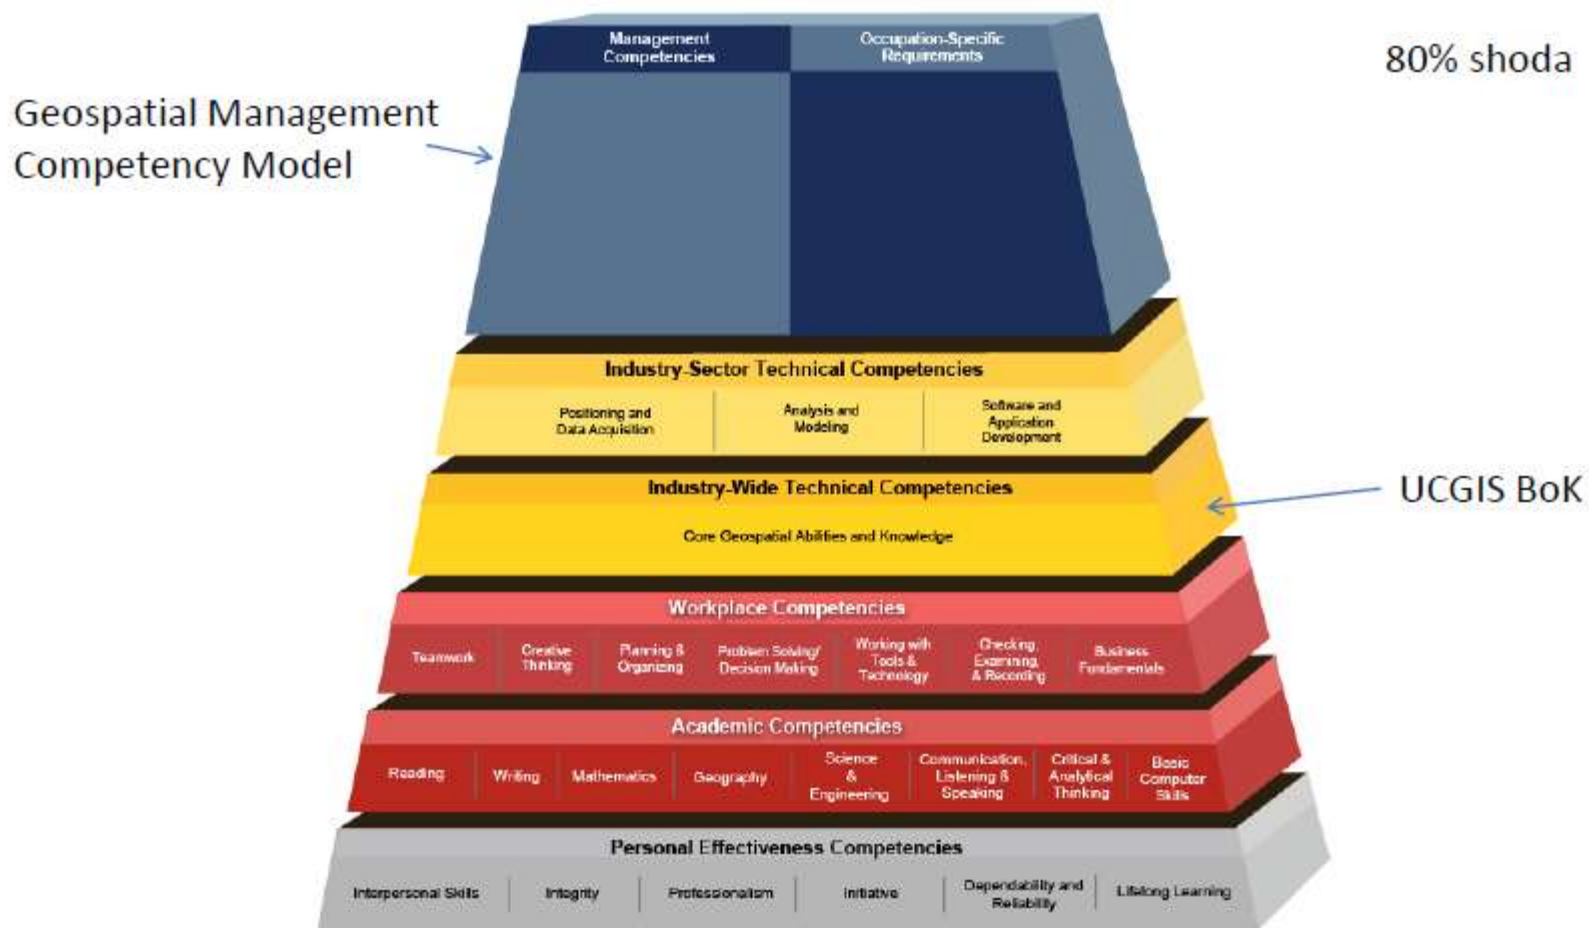 Management
Competencies
Occupation-Specific
Requirements
80% shoda
Geospatial Management
Competency Model
Industry-Sector Technical Competencies
Positioning and
Data Acquisition
Analysis and
Modeling
Software and
Application
Development
Industry-Wide Technical Competencies
UCGIS BoK
Core Geospatial Abilities and Knowledge
Workplace Competencies
Teamwork
Creative
Thinking
Planning &
Organizing
Problem Solving/
Decision Making
Working with
Tools &
Technology
Checking,
Examining,
& Recording
Business
Fundamentals
Academic Competencies
Reading
Writing
Mathematics
Geography
Science
&
Engineering
Communication,
Listening &
Speaking
Critical &
Analytical
Thinking
Basic
Computer
Skills
Personal Effectiveness Competencies
Interpersonal Skills
Integrity
Professionalism
Initiative
Dependability and
Reliability
Lifelong Learning